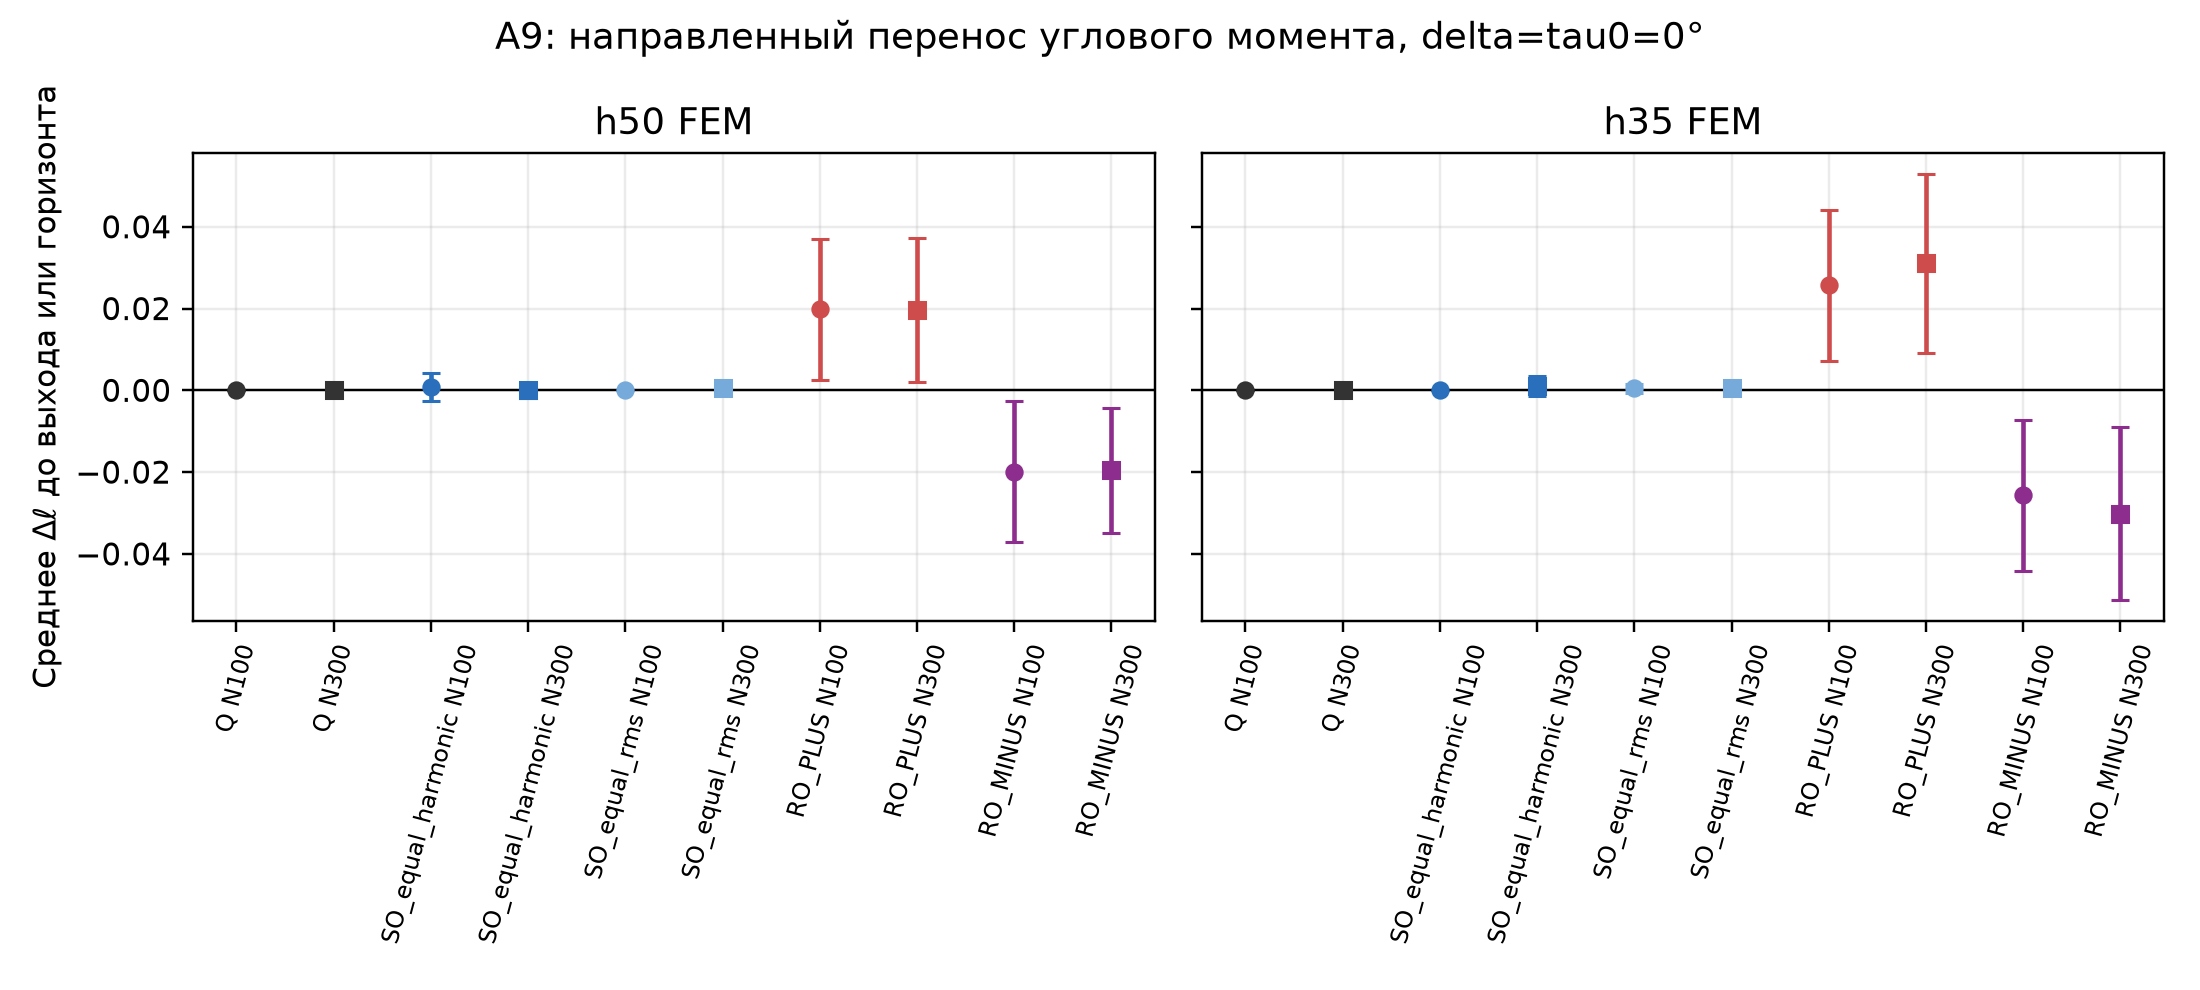 A9: направленный перенос углового момента, delta=tau0=0°
h50 FEM
h35 FEM
Среднее Δℓ до выхода или горизонта
0.04
0.02
0.00
−0.02
−0.04
Q N100
Q N300
SO_equal_harmonic N100
SO_equal_harmonic N300
SO_equal_rms N100
SO_equal_rms N300
RO_PLUS N100
RO_PLUS N300
RO_MINUS N100
RO_MINUS N300
Q N100
Q N300
SO_equal_harmonic N100
SO_equal_harmonic N300
SO_equal_rms N100
SO_equal_rms N300
RO_PLUS N100
RO_PLUS N300
RO_MINUS N100
RO_MINUS N300